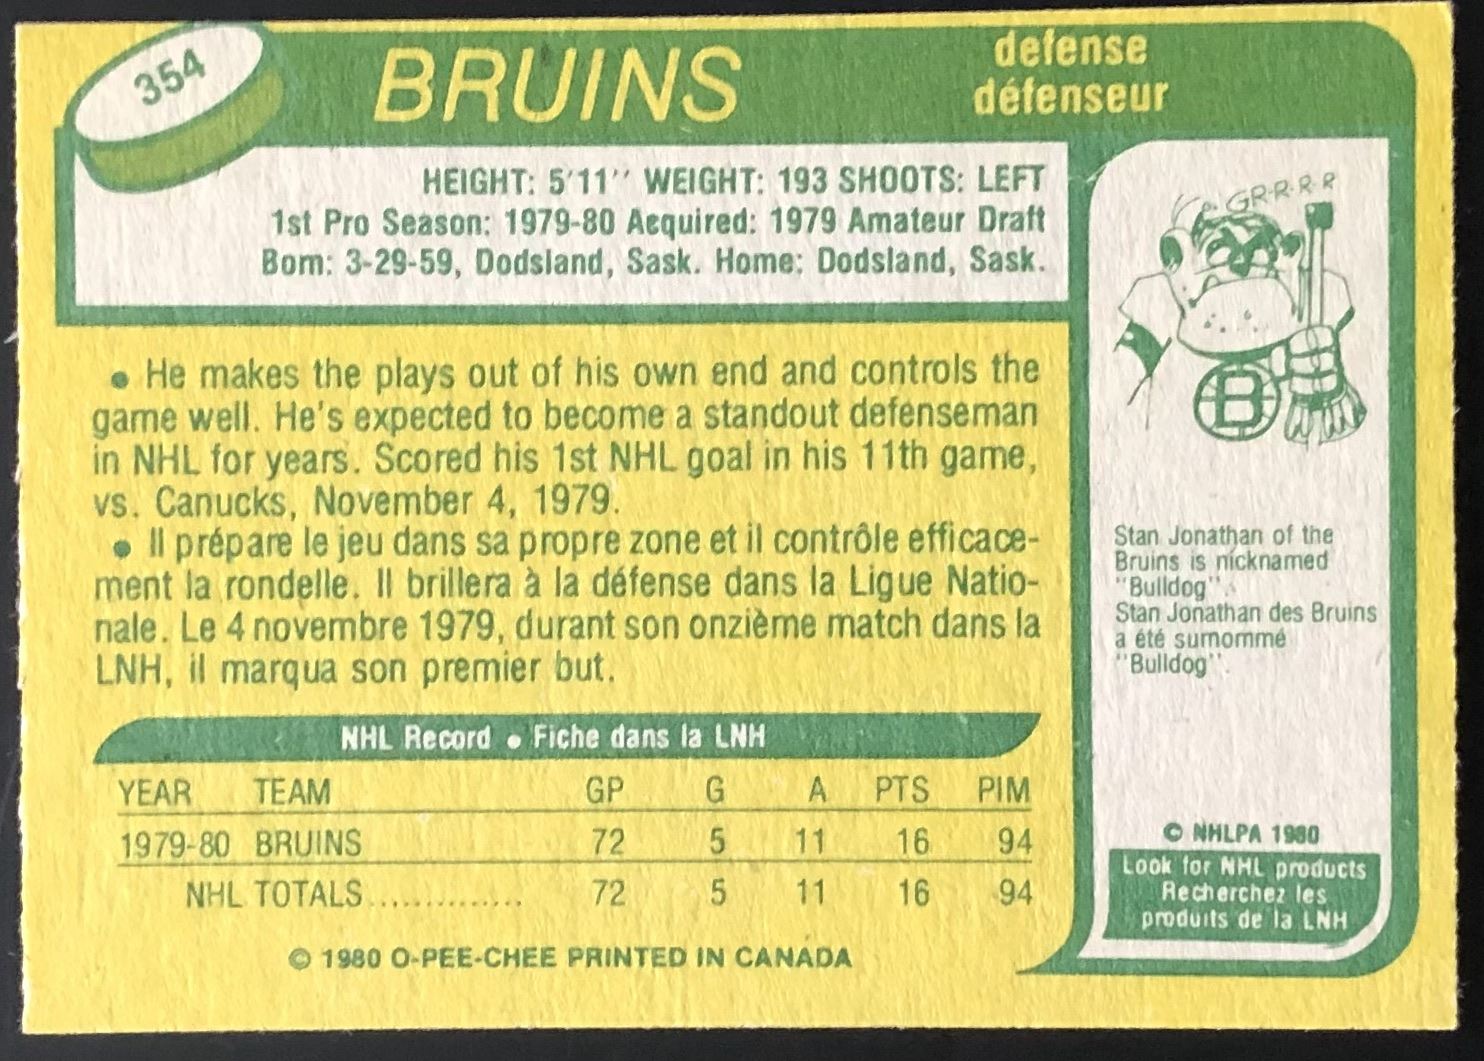 354
BRUINS
defense
défenseur
HEIGHT: 5'11'' WEIGHT: 193 SHOOTS: LEFT
1st Pro Season: 1979-80 Acquired: 1979 Amateur Draft
Born: 3-29-59, Dodsland, Sask. Home: Dodsland, Sask.
• He makes the plays out of his own end and controls the
game well. He's expected to become a standout defenseman
in NHL for years. Scored his 1st NHL goal in his 11th game,
vs. Canucks, November 4, 1979.
• Il prépare le jeu dans sa propre zone et il contrôle efficace-
ment la rondelle. Il brillera à la défense dans la Ligue Natio-
nale. Le 4 novembre 1979, durant son onzième match dans la
LNH, il marqua son premier but.
NHL Record • Fiche dans la LNH
YEAR TEAM GP G A PTS PIM
1979-80 BRUINS 72 5 11 16 94
NHL TOTALS.............. 72 5 11 16 94
© 1980 O-PEE-CHEE PRINTED IN CANADA
GR-R-R-R
B
Stan Jonathan of the
Bruins is nicknamed
"Bulldog".
Stan Jonathan des Bruins
a été surnommé
"Bulldog".
© NHLPA 1980
Look for NHL products
Recherchez les
produits de la LNH